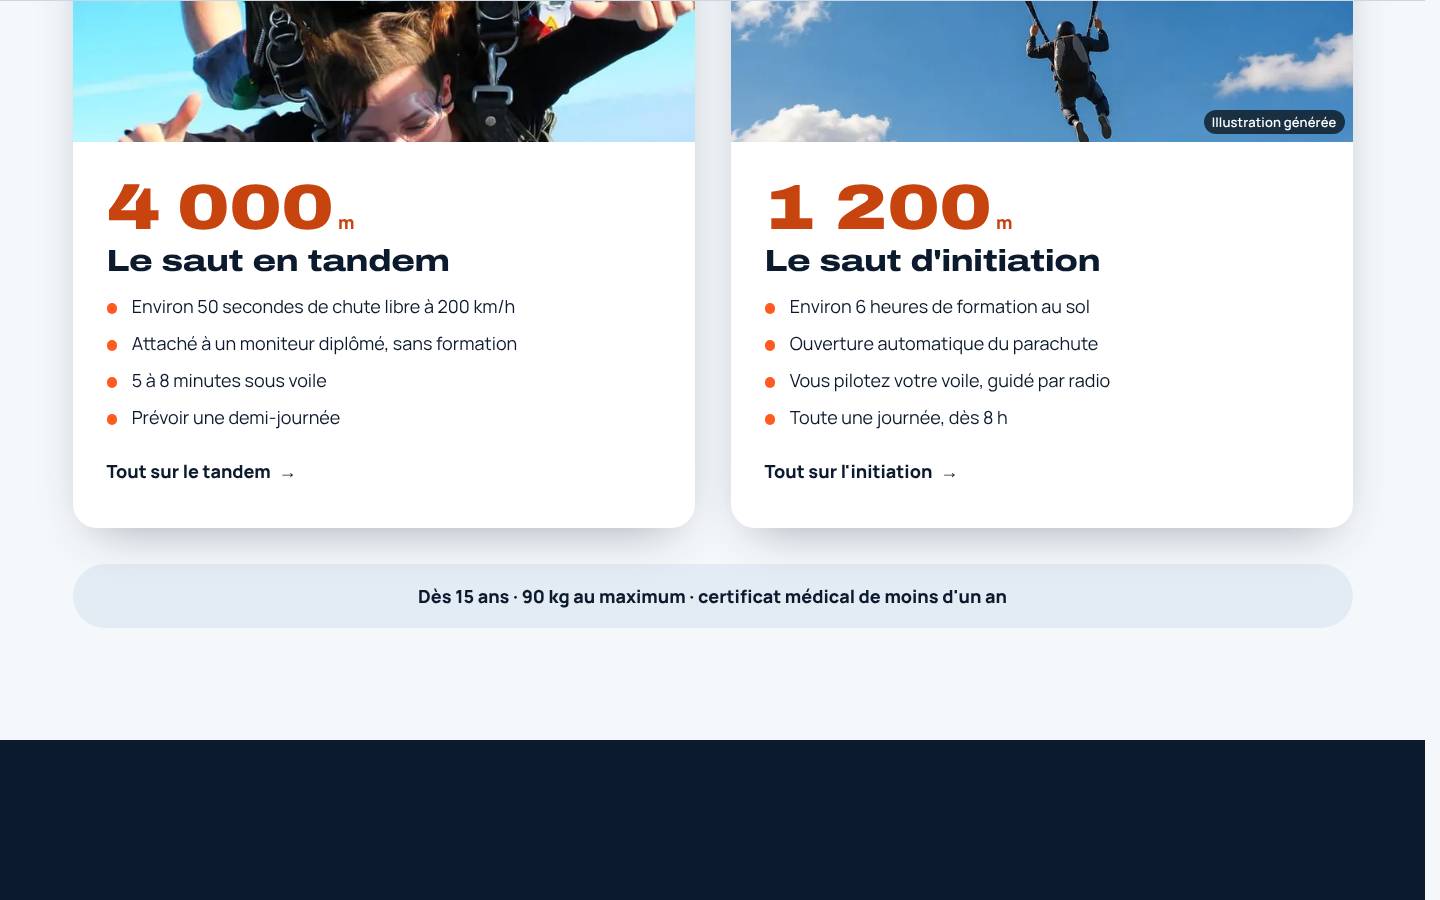 Illustration générée
4 000 m
Le saut en tandem
Environ 50 secondes de chute libre à 200 km/h
Attaché à un moniteur diplômé, sans formation
5 à 8 minutes sous voile
Prévoir une demi-journée
Tout sur le tandem →
1 200 m
Le saut d'initiation
Environ 6 heures de formation au sol
Ouverture automatique du parachute
Vous pilotez votre voile, guidé par radio
Toute une journée, dès 8 h
Tout sur l'initiation →
Dès 15 ans · 90 kg au maximum · certificat médical de moins d'un an